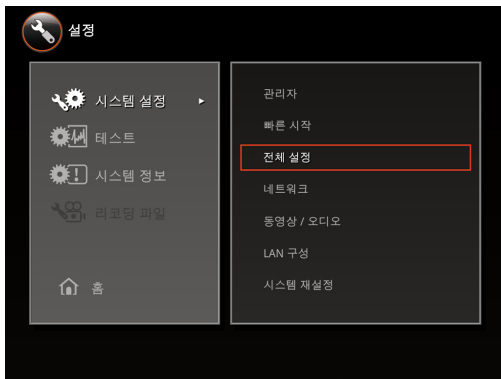 설정
시스템 설정
테스트
시스템 정보
리코딩 파일
홈
관리자
빠른 시작
전체 설정
네트워크
동영상 / 오디오
LAN 구성
시스템 재설정